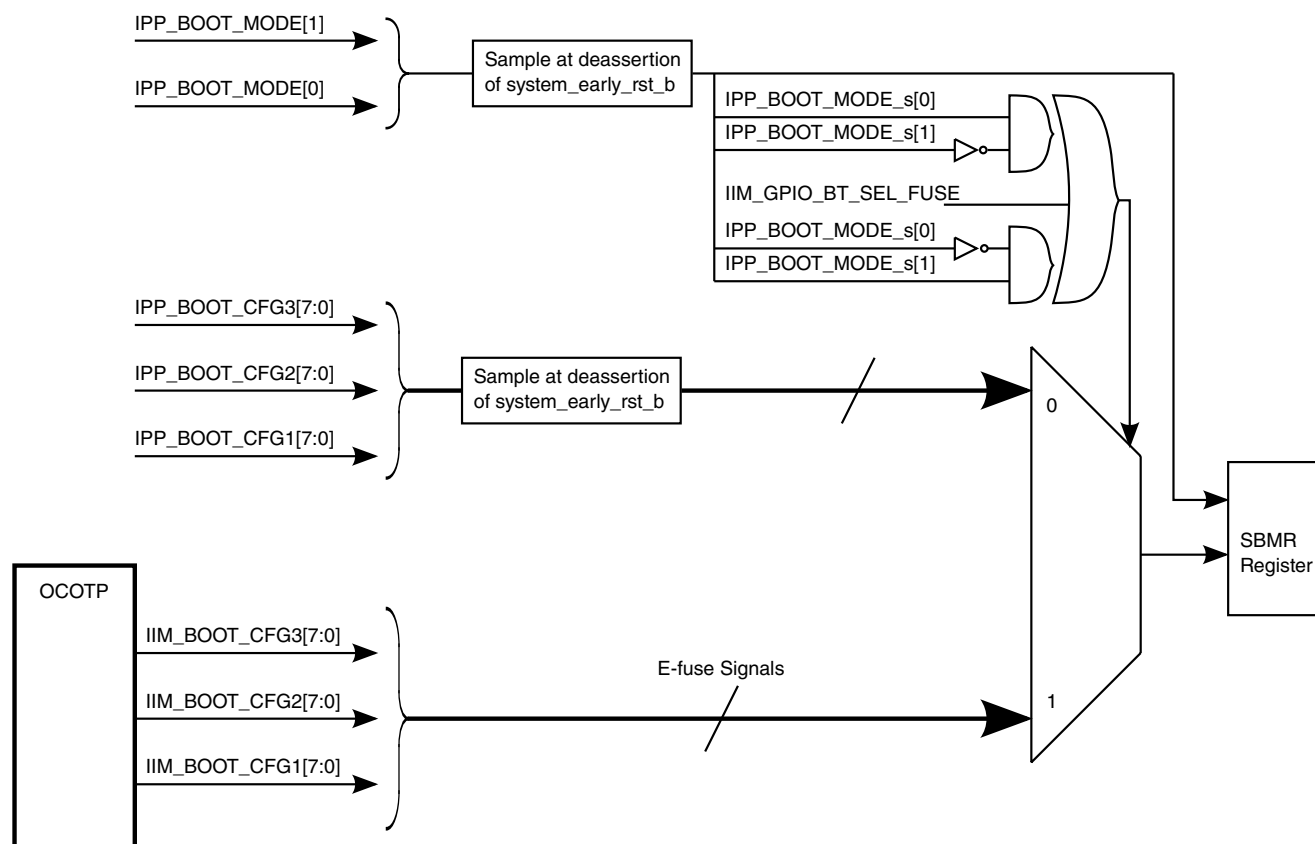 IPP_BOOT_MODE[1]
IPP_BOOT_MODE[0]
Sample at deassertion
of system_early_rst_b
IPP_BOOT_MODE_s[0]
IPP_BOOT_MODE_s[1]
IIM_GPIO_BT_SEL_FUSE
IPP_BOOT_MODE_s[0]
IPP_BOOT_MODE_s[1]
IPP_BOOT_CFG3[7:0]
IPP_BOOT_CFG2[7:0]
IPP_BOOT_CFG1[7:0]
Sample at deassertion
of system_early_rst_b
0
SBMR
Register
OCOTP
IIM_BOOT_CFG3[7:0]
IIM_BOOT_CFG2[7:0]
IIM_BOOT_CFG1[7:0]
E-fuse Signals
1